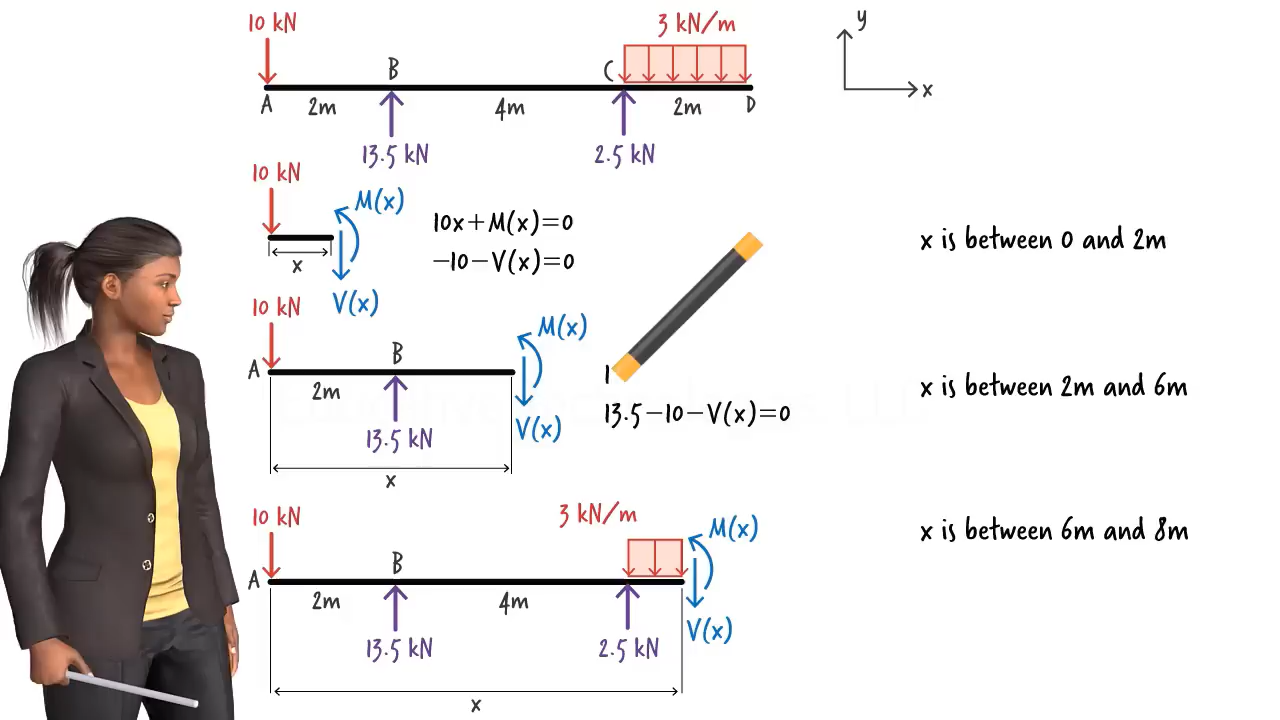 10 kN
3 kN/m
y
B
C
x
A
2m
4m
2m
D
13.5 kN
2.5 kN
10 kN
M(x)
10x+M(x)=0
x is between 0 and 2m
-10-V(x)=0
x
V(x)
10 kN
M(x)
B
A
2m
x is between 2m and 6m
13.5-10-V(x)=0
V(x)
13.5 kN
x
10 kN
3 kN/m
M(x)
x is between 6m and 8m
B
A
2m
4m
V(x)
13.5 kN
2.5 kN
x